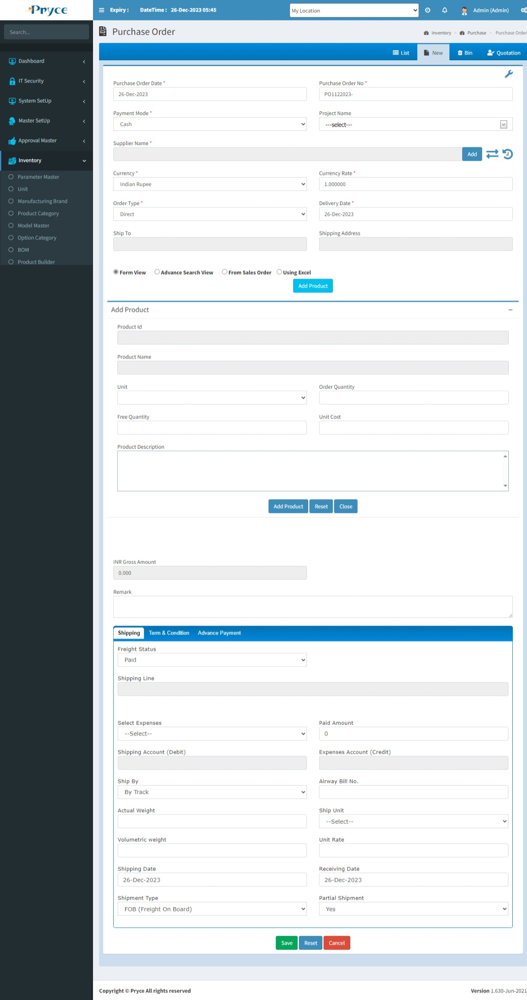 Pryce
Expiry : DateTime : 26-Dec-2023 05:45 My Location Admin (Admin)
Search...
Purchase Order
Inventory > Purchase > Purchase Order
List New Bin Quotation
Dashboard
IT Security
System SetUp
Master SetUp
Approval Master
Inventory
Parameter Master
Unit
Manufacturing Brand
Product Category
Model Master
Option Category
BOM
Product Builder
Purchase Order Date * Purchase Order No *
26-Dec-2023 PO1122023-
Payment Mode * Project Name
Cash ---select---
Supplier Name *
Add
Currency * Currency Rate *
Indian Rupee 1.000000
Order Type * Delivery Date *
Direct 26-Dec-2023
Ship To Shipping Address
Form View Advance Search View From Sales Order Using Excel
Add Product
Add Product
Product Id
Product Name
Unit Order Quantity
Free Quantity Unit Cost
Product Description
Add Product Reset Close
INR Gross Amount
0.000
Remark
Shipping Term & Condition Advance Payment
Freight Status
Paid
Shipping Line
Select Expenses Paid Amount
--Select-- 0
Shipping Account (Debit) Expenses Account (Credit)
Ship By Airway Bill No.
By Track
Actual Weight Ship Unit
--Select--
Volumetric weight Unit Rate
Shipping Date Receiving Date
26-Dec-2023 26-Dec-2023
Shipment Type Partial Shipment
FOB (Freight On Board) Yes
Save Reset Cancel
Copyright © Pryce All rights reserved Version 1.630-Jun-2021